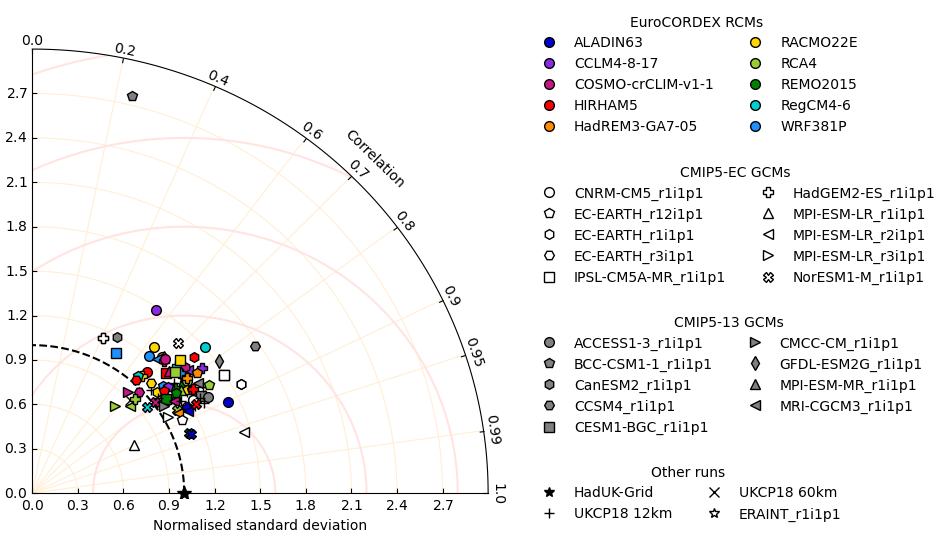 0.0
0.2
0.4
0.6
Correlation
0.7
0.8
0.9
0.95
0.99
1.0
2.7
2.4
2.1
1.8
1.5
1.2
0.9
0.6
0.3
0.0
0.0 0.3 0.6 0.9 1.2 1.5 1.8 2.1 2.4 2.7
Normalised standard deviation
EuroCORDEX RCMs
ALADIN63 RACMO22E
CCLM4-8-17 RCA4
COSMO-crCLIM-v1-1 REMO2015
HIRHAM5 RegCM4-6
HadREM3-GA7-05 WRF381P
CMIP5-EC GCMs
CNRM-CM5_r1i1p1 HadGEM2-ES_r1i1p1
EC-EARTH_r12i1p1 MPI-ESM-LR_r1i1p1
EC-EARTH_r1i1p1 MPI-ESM-LR_r2i1p1
EC-EARTH_r3i1p1 MPI-ESM-LR_r3i1p1
IPSL-CM5A-MR_r1i1p1 NorESM1-M_r1i1p1
CMIP5-13 GCMs
ACCESS1-3_r1i1p1 CMCC-CM_r1i1p1
BCC-CSM1-1_r1i1p1 GFDL-ESM2G_r1i1p1
CanESM2_r1i1p1 MPI-ESM-MR_r1i1p1
CCSM4_r1i1p1 MRI-CGCM3_r1i1p1
CESM1-BGC_r1i1p1
Other runs
HadUK-Grid UKCP18 60km
UKCP18 12km ERAINT_r1i1p1